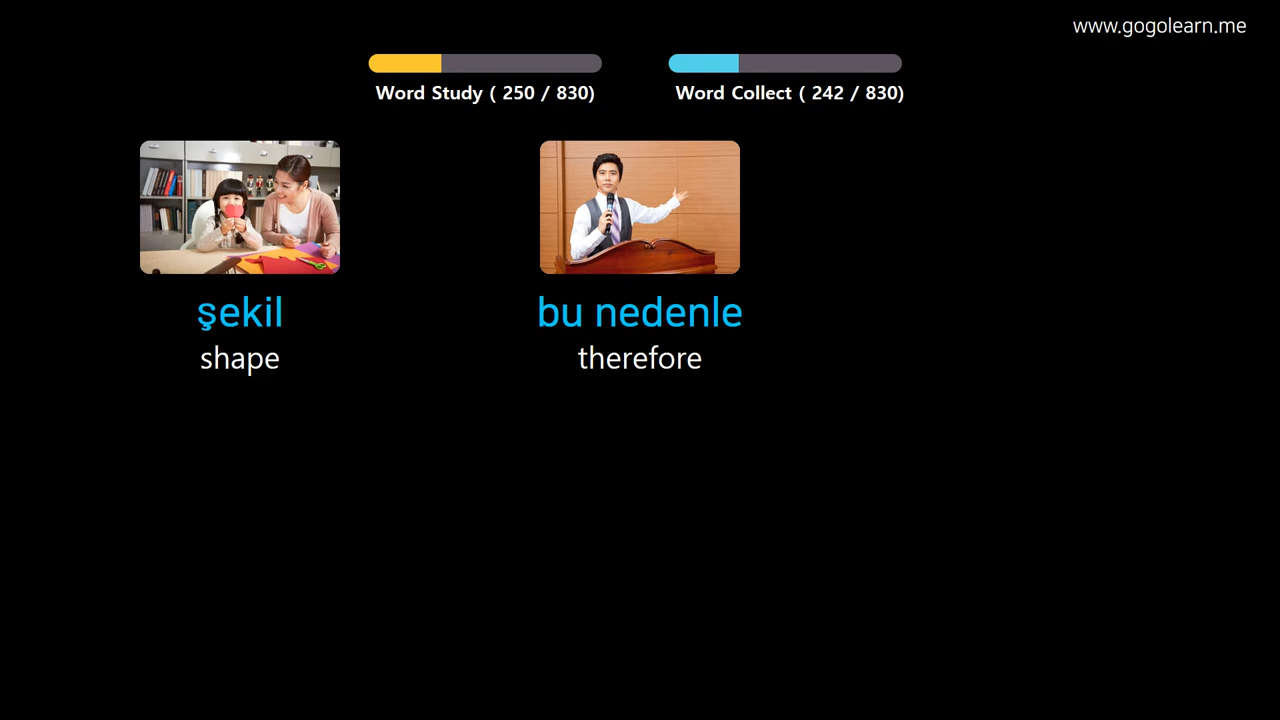 www.gogolearn.me
Word Study ( 250 / 830)
Word Collect ( 242 / 830)
şekil
shape
bu nedenle
therefore